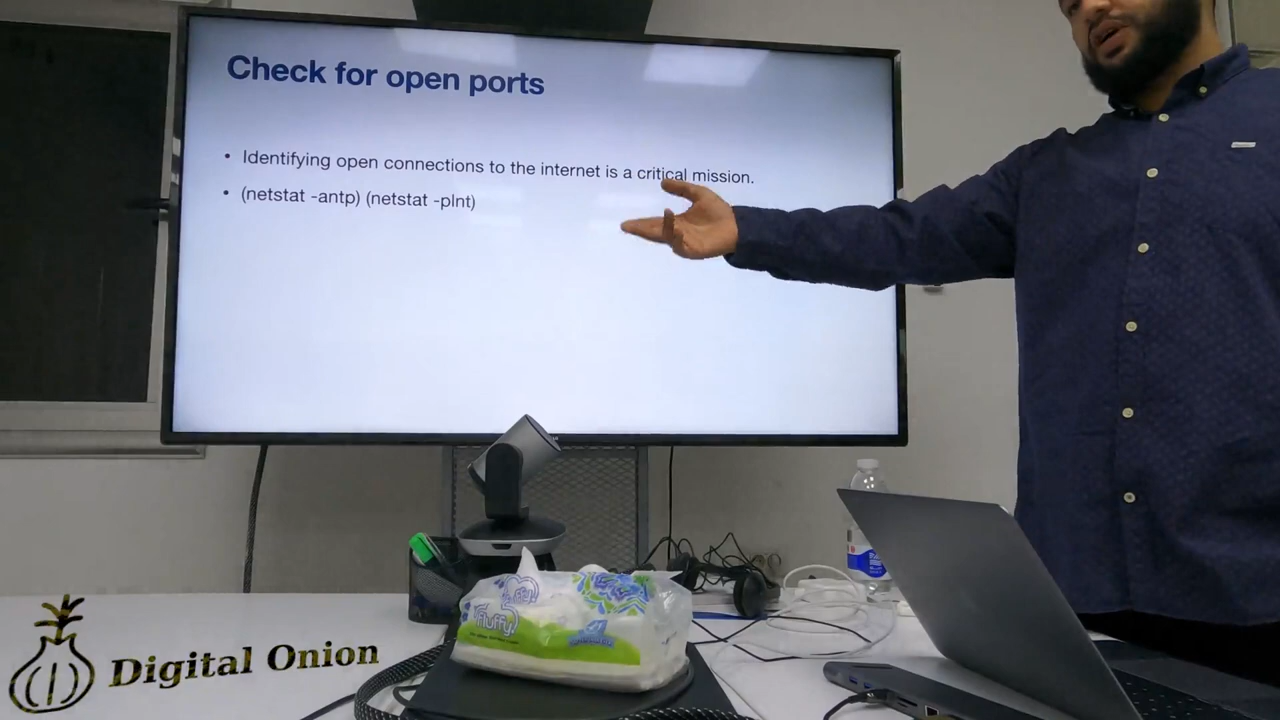 Check for open ports
• Identifying open connections to the internet is a critical mission.
• (netstat -antp) (netstat -plnt)
Fluffy!
Digital Onion